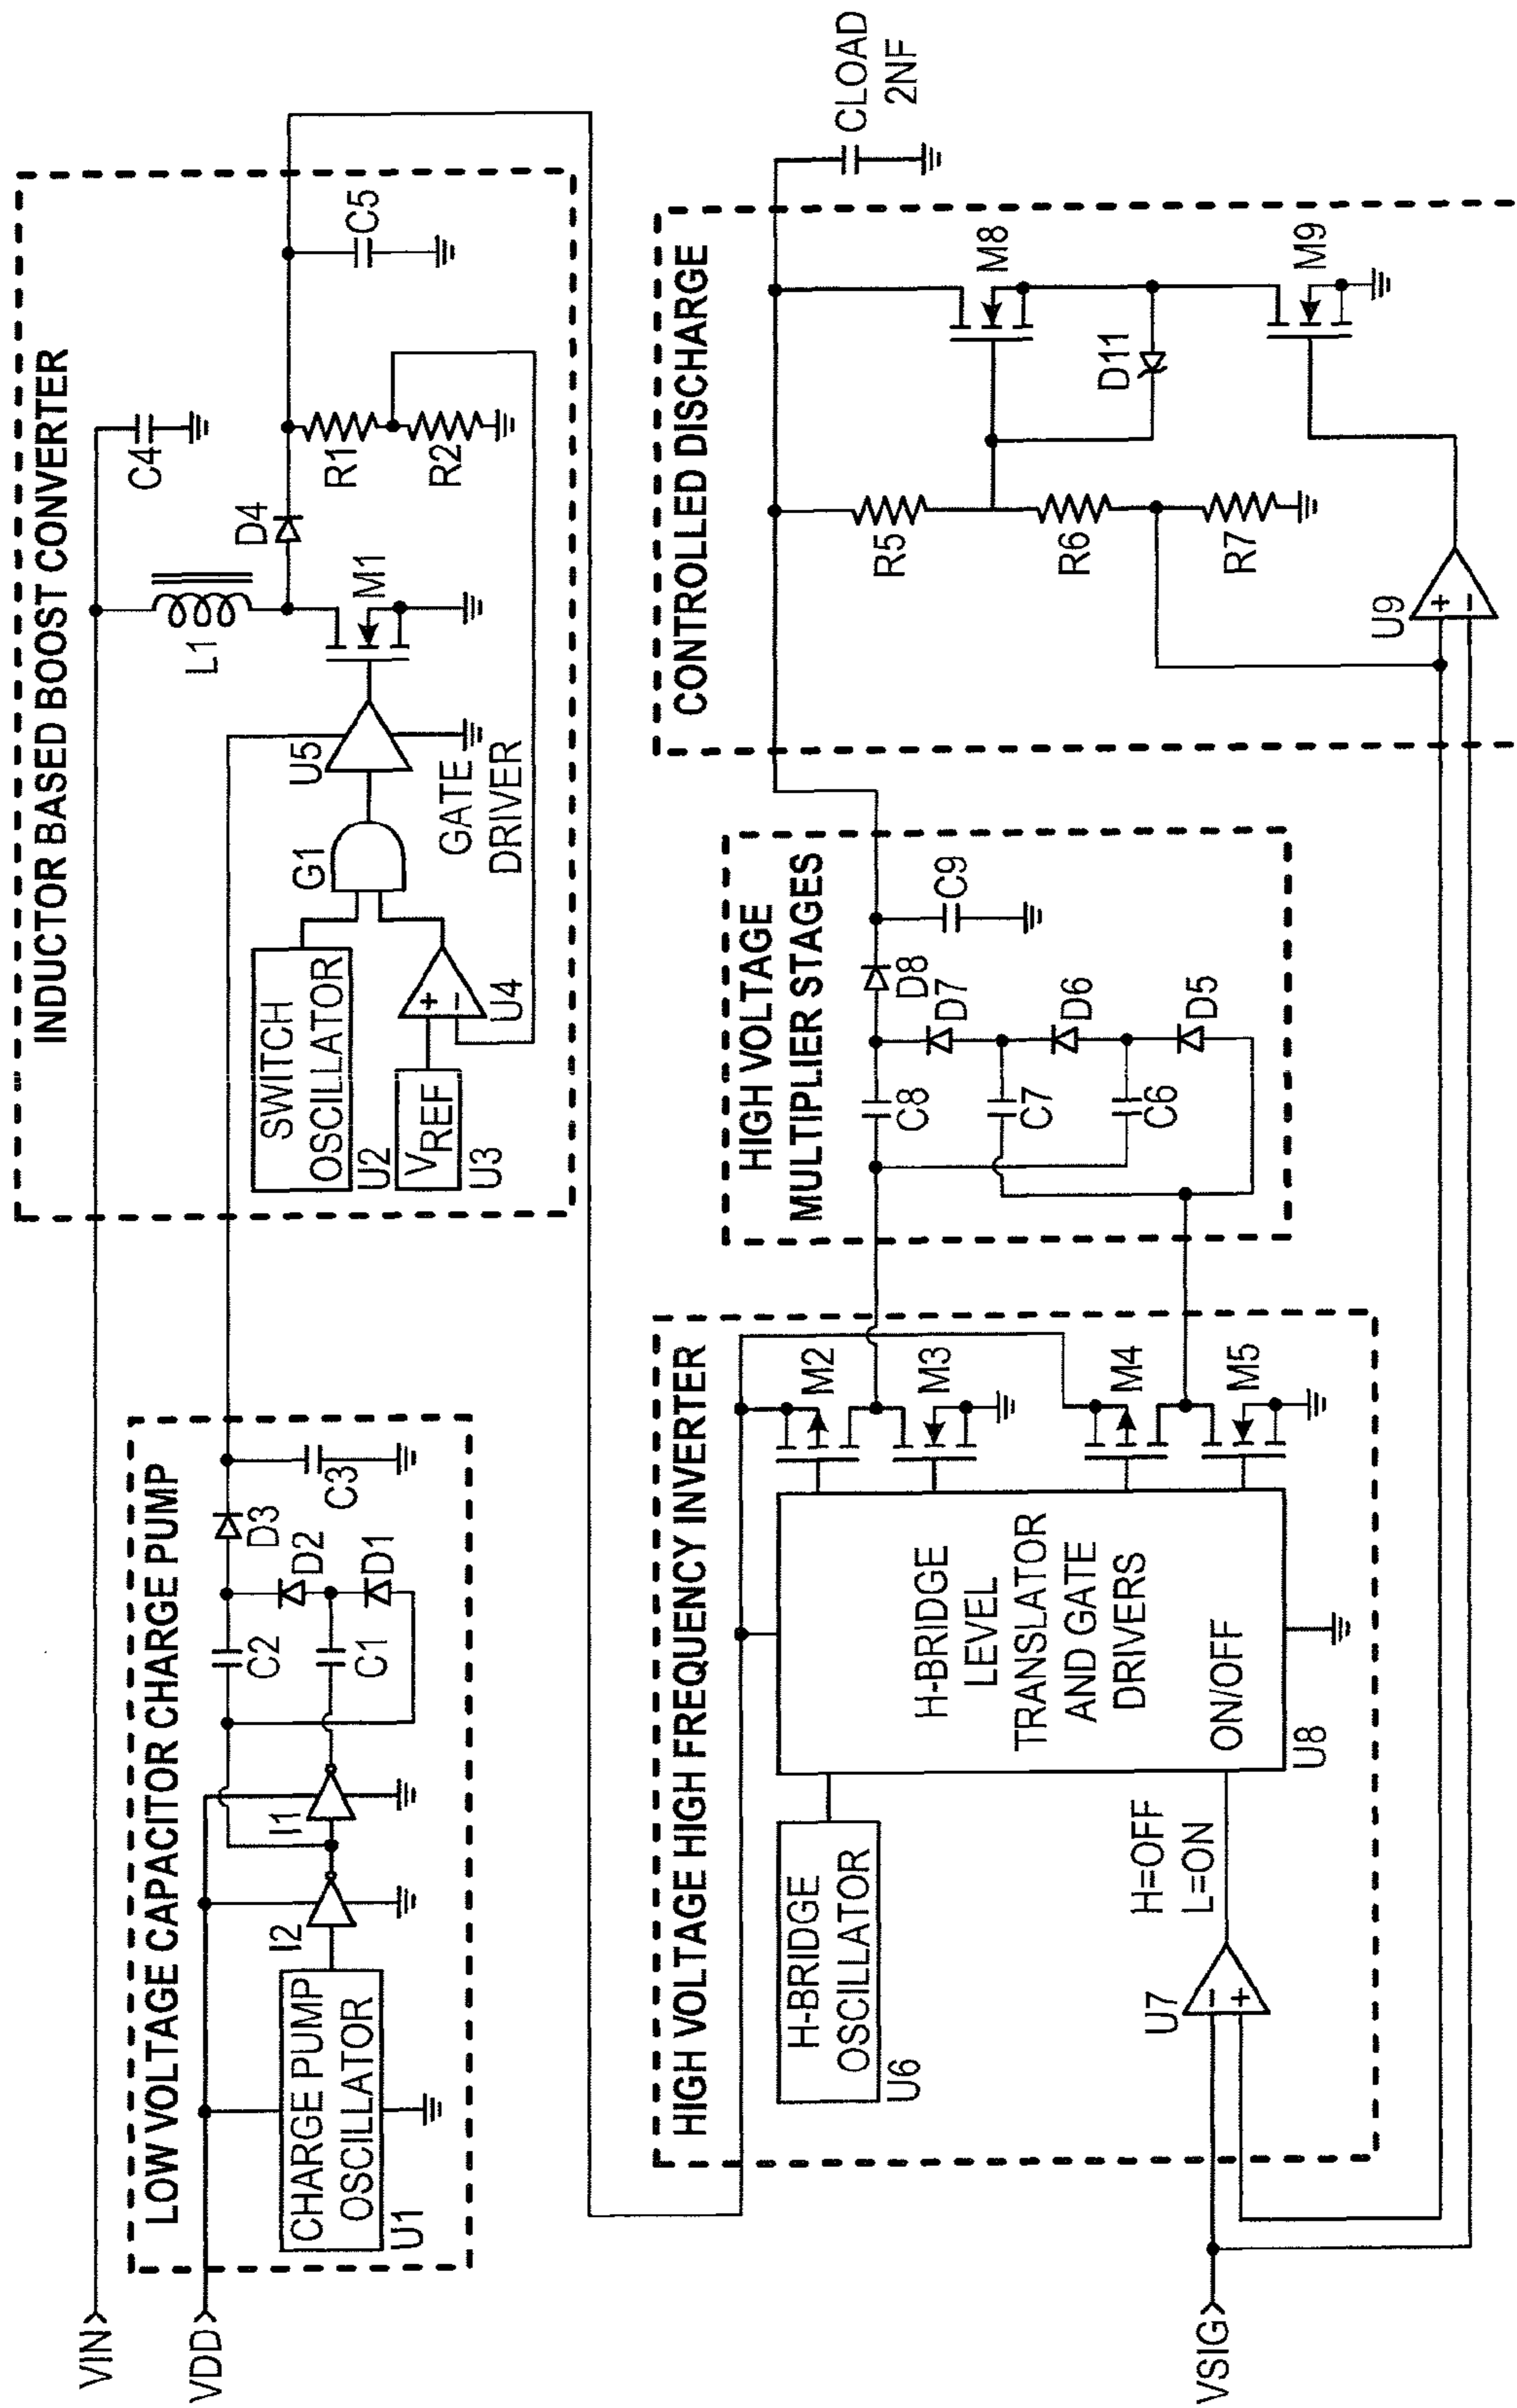 VIN
VDD
LOW VOLTAGE CAPACITOR CHARGE PUMP
CHARGE PUMP
OSCILLATOR
U1
I2
I1
C2
C1
D3
D2
D1
C3
INDUCTOR BASED BOOST CONVERTER
SWITCH
OSCILLATOR
U2
VREF
U3
+
−
U4
G1
U5
GATE
DRIVER
L1
M1
D4
C4
R1
R2
C5
HIGH VOLTAGE HIGH FREQUENCY INVERTER
H-BRIDGE
OSCILLATOR
U6
VSIG
−
+
U7
H=OFF
L=ON
H-BRIDGE
LEVEL
TRANSLATOR
AND GATE
DRIVERS
ON/OFF
U8
M2
M3
M4
M5
HIGH VOLTAGE
MULTIPLIER STAGES
C8
C7
C6
D8
D7
D6
D5
C9
CONTROLLED DISCHARGE
R5
R6
R7
U9
+
−
D11
M8
M9
CLOAD
2NF